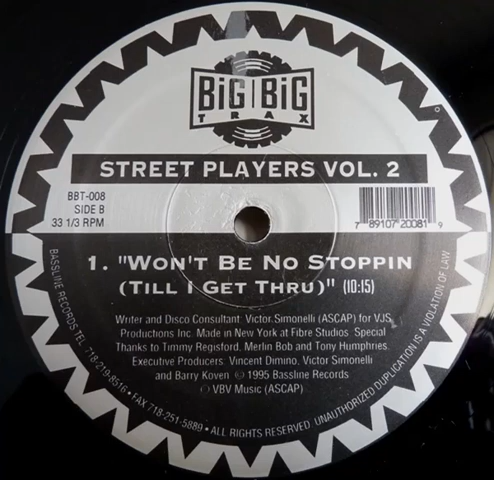 BiG BiG
TRAX
STREET PLAYERS VOL. 2
BBT-008
SIDE B
33 1/3 RPM
7 89107 20081 9
1. "WON'T BE NO STOPPIN
(TILL I GET THRU)" (10:15)
Writer and Disco Consultant: Victor Simonelli (ASCAP) for VJS
Productions Inc. Made in New York at Fibre Studios. Special
Thanks to Timmy Regisford, Merlin Bob and Tony Humphries.
Executive Producers: Vincent Dimino, Victor Simonelli
and Barry Koven ℗ 1995 Bassline Records
© VBV Music (ASCAP)
BASSLINE RECORDS TEL. 718-219-8516 • FAX 718-251-5889 • ALL RIGHTS RESERVED UNAUTHORIZED DUPLICATION IS A VIOLATION OF LAW